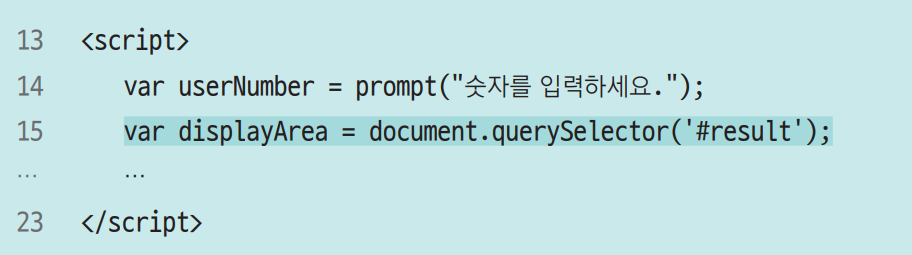 13 <script>
14 var userNumber = prompt("숫자를 입력하세요.");
15 var displayArea = document.querySelector('#result');
... ...
23 </script>